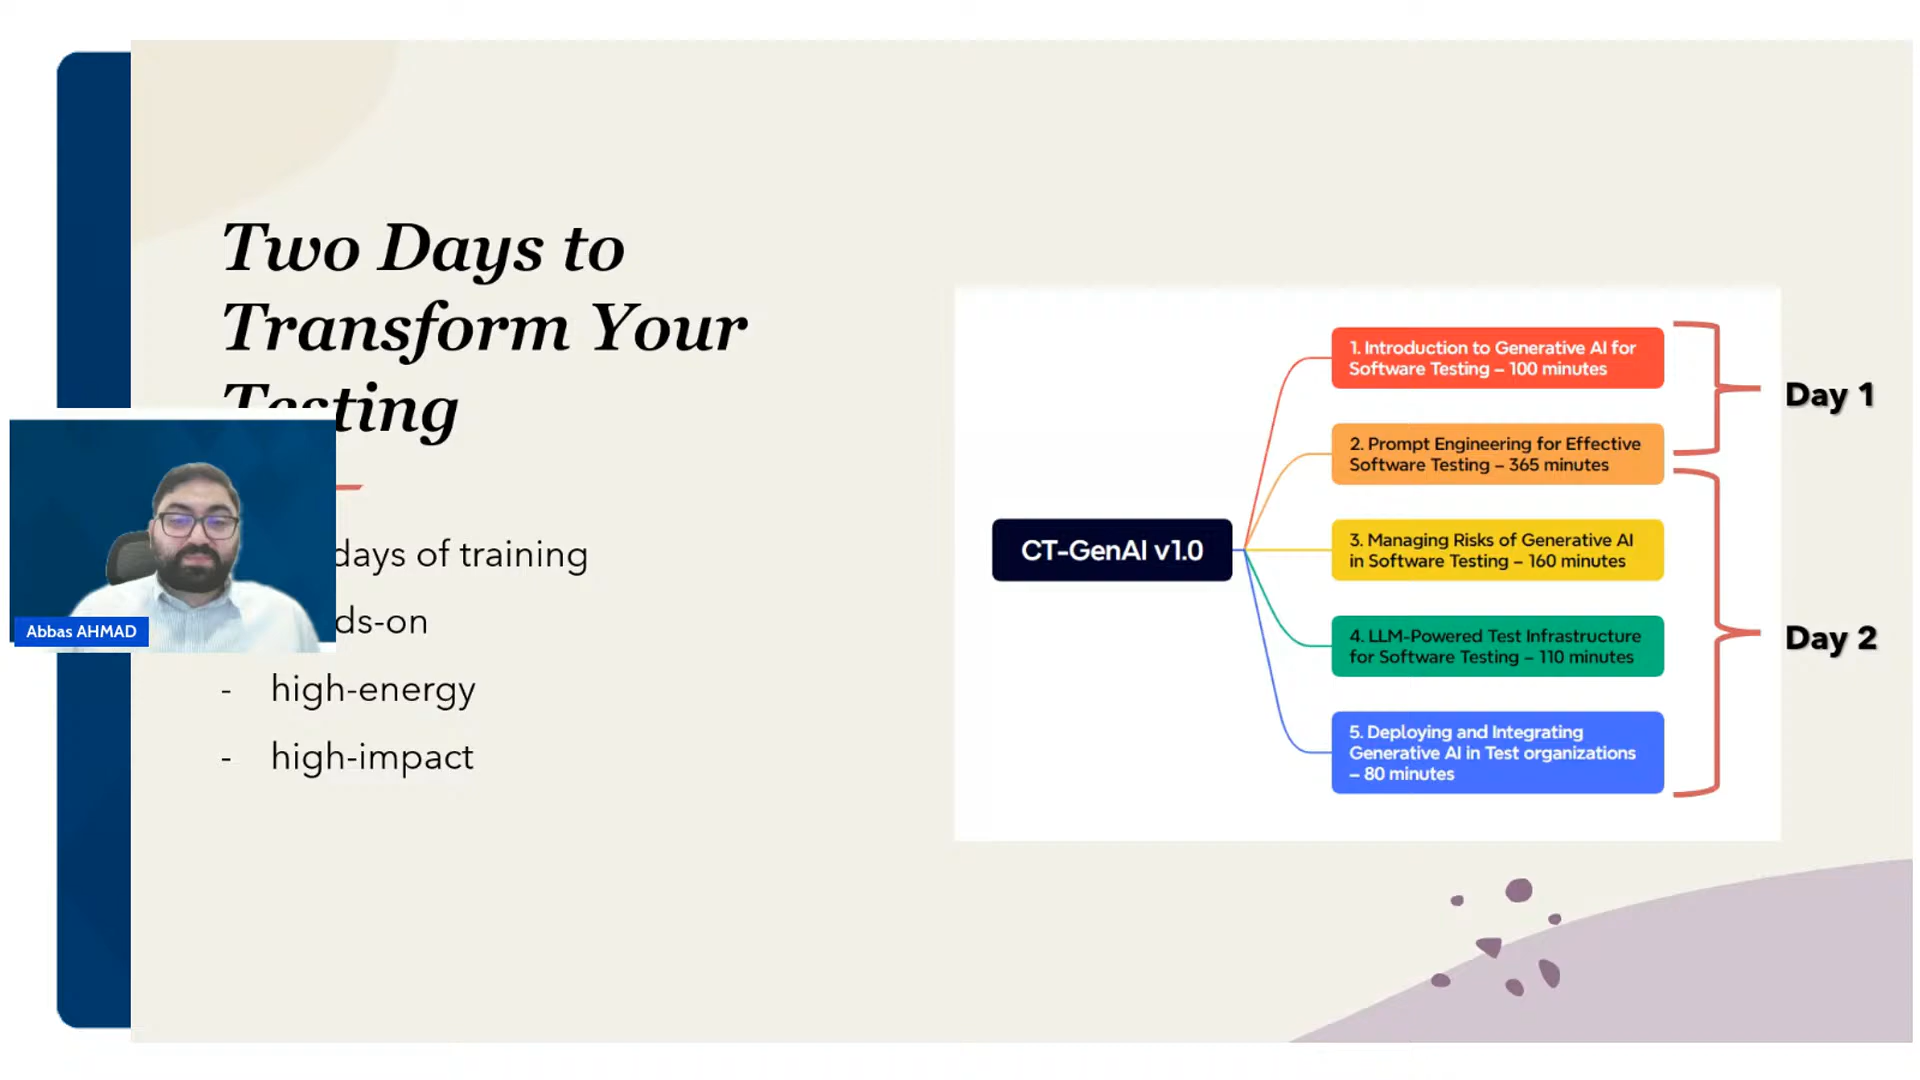 Two Days to
Transform Your
Testing
days of training
ds-on
- high-energy
- high-impact
Abbas AHMAD
CT-GenAI v1.0
1. Introduction to Generative AI for
Software Testing – 100 minutes
2. Prompt Engineering for Effective
Software Testing – 365 minutes
3. Managing Risks of Generative AI
in Software Testing – 160 minutes
4. LLM-Powered Test Infrastructure
for Software Testing – 110 minutes
5. Deploying and Integrating
Generative AI in Test organizations
– 80 minutes
Day 1
Day 2